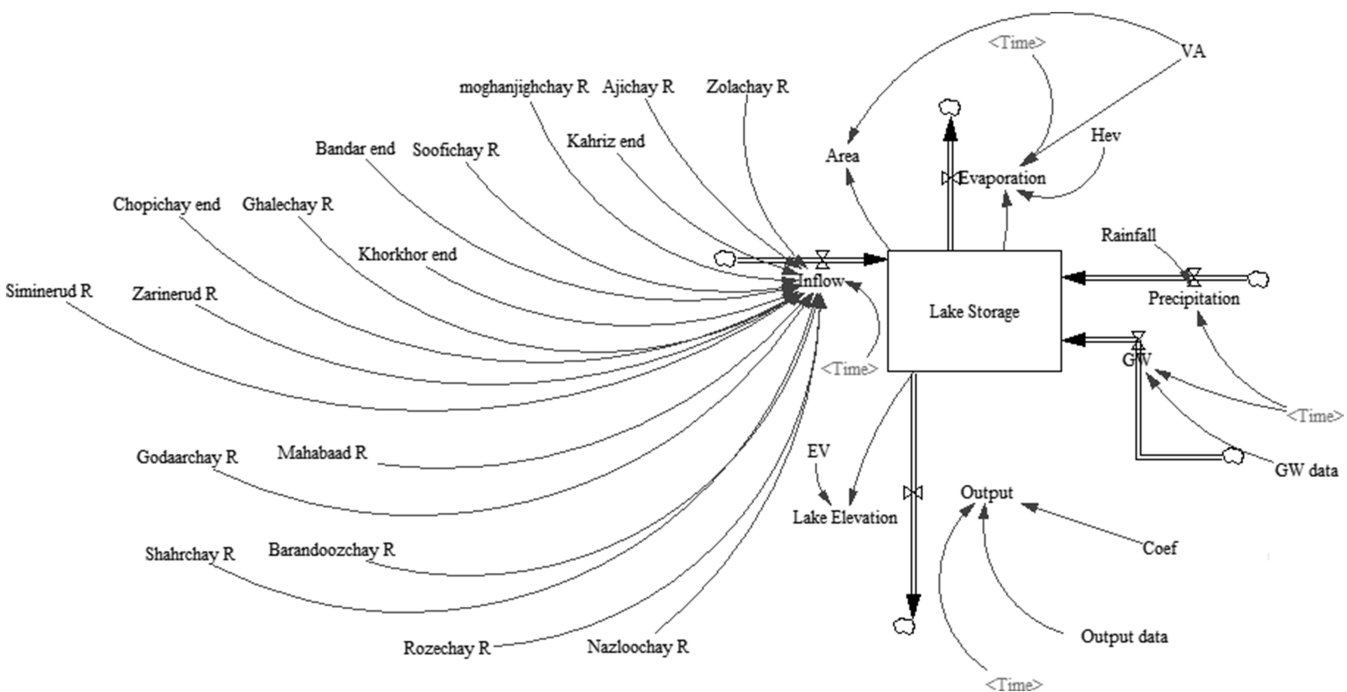 <Time>
VA
moghanjighchay R
Ajichay R
Zolachay R
Bandar end
Soofichay R
Kahriz end
Area
Hev
Evaporation
Chopichay end
Ghalechay R
Khorkhor end
Rainfall
Siminerud R
Zarinerud R
Inflow
Lake Storage
Precipitation
<Time>
GW
<Time>
Godaarchay R
Mahabaad R
EV
GW data
Lake Elevation
Output
Shahrchay R
Barandoozchay R
Coef
Rozechay R
Nazloochay R
Output data
<Time>